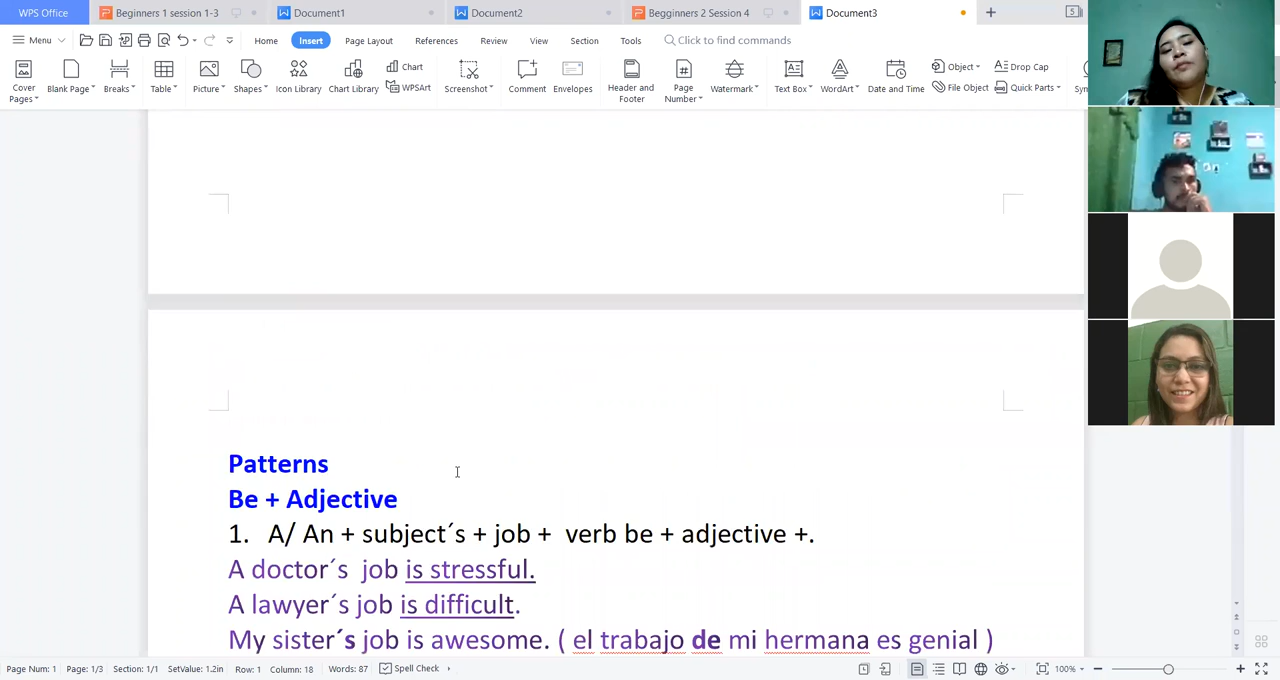 WPS Office Beginners 1 session 1-3 Document1 Document2 Begginners 2 Session 4 Document3 5
Menu Home Insert Page Layout References Review View Section Tools Click to find commands
Cover Pages Blank Page Breaks Table Picture Shapes Icon Library Chart Library Chart WPSArt Screenshot Comment Envelopes Header and Footer Page Number Watermark Text Box WordArt Date and Time Object File Object Drop Cap Quick Parts
Patterns
Be + Adjective
1. A/ An + subject´s + job + verb be + adjective +.
A doctor´s job is stressful.
A lawyer´s job is difficult.
My sister´s job is awesome. ( el trabajo de mi hermana es genial )
Page Num: 1 Page: 1/3 Section: 1/1 Setvalue: 1.2in Row: 1 Column: 18 Words: 87 Spell Check 100%